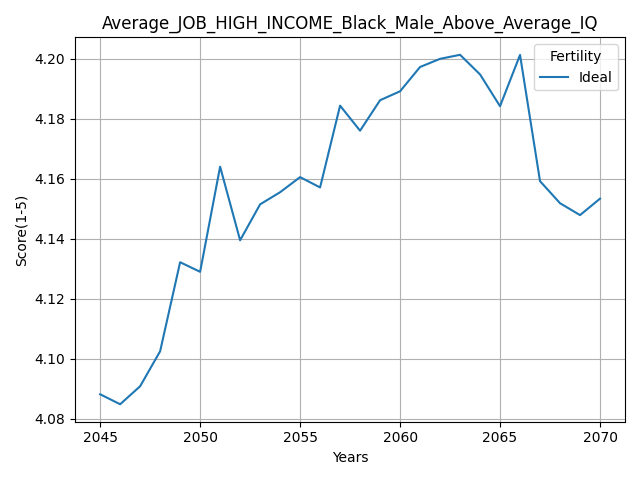 Average_JOB_HIGH_INCOME_Black_Male_Above_Average_IQ
Fertility
Ideal
Score(1-5)
4.20
4.18
4.16
4.14
4.12
4.10
4.08
2045 2050 2055 2060 2065 2070
Years